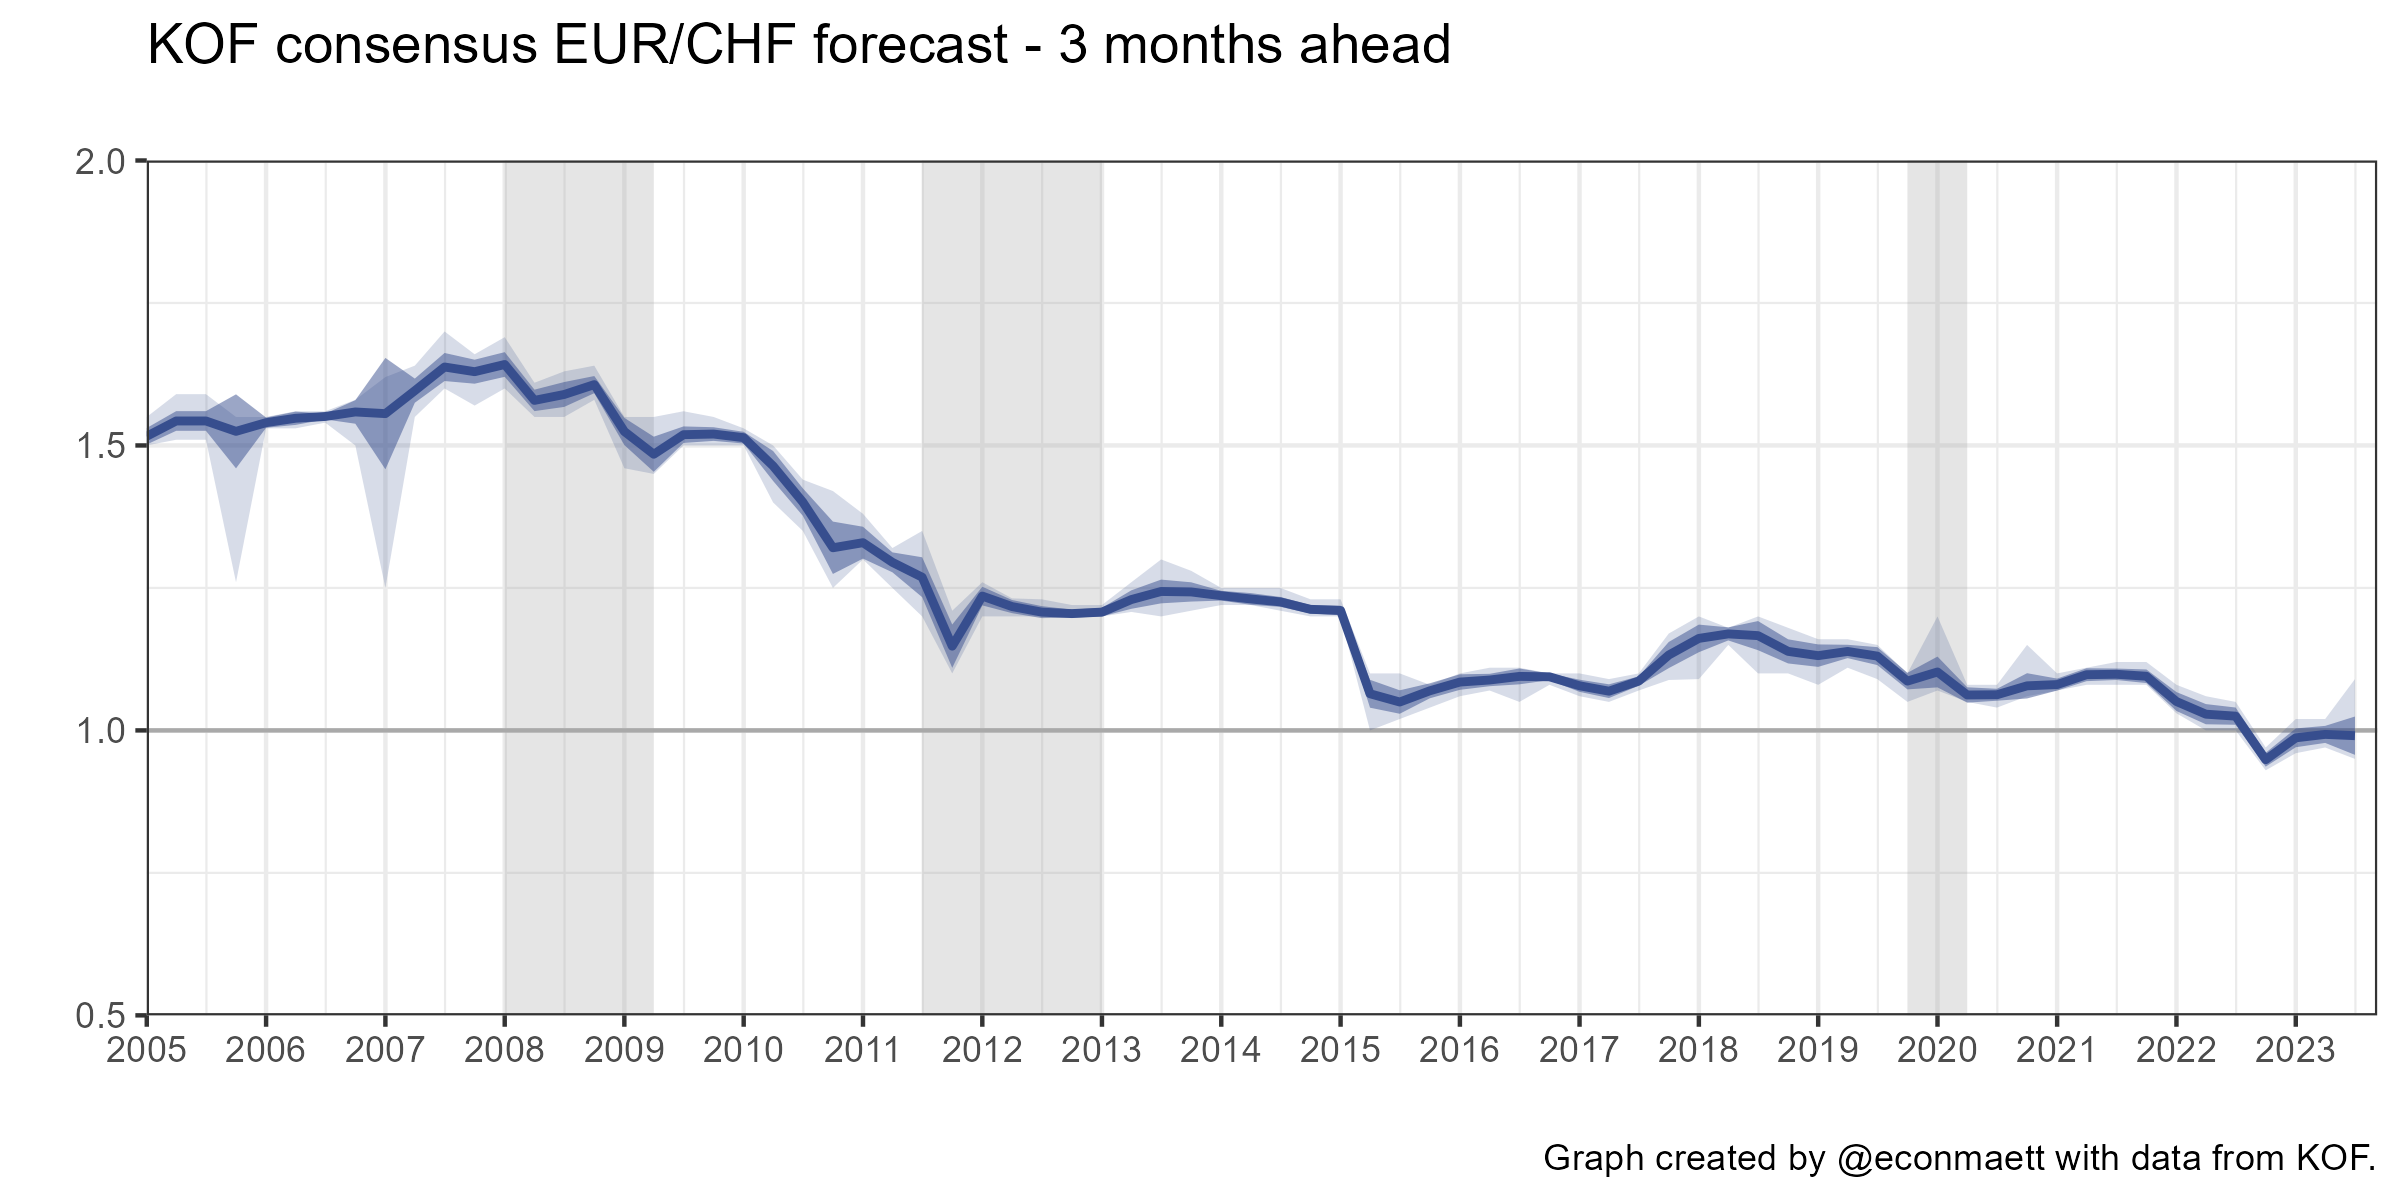 KOF consensus EUR/CHF forecast - 3 months ahead
2.0
1.5
1.0
0.5
2005 2006 2007 2008 2009 2010 2011 2012 2013 2014 2015 2016 2017 2018 2019 2020 2021 2022 2023
Graph created by @econmaett with data from KOF.